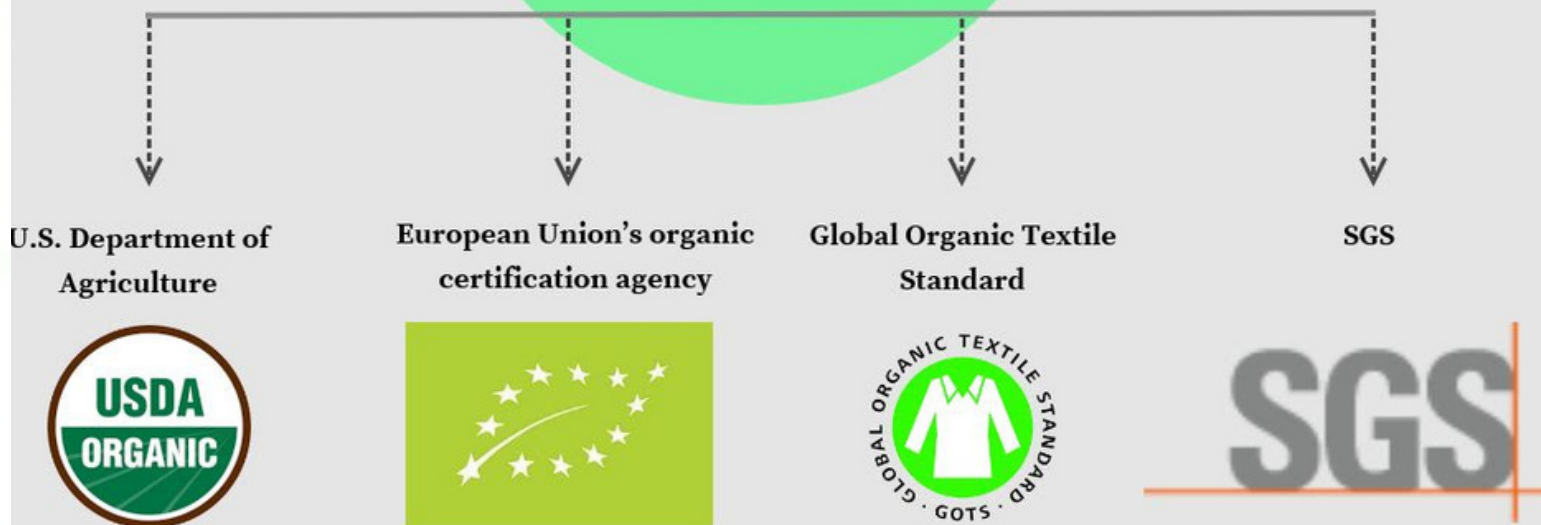 U.S. Department of
Agriculture
European Union’s organic
certification agency
Global Organic Textile
Standard
SGS
USDA
ORGANIC
GLOBAL ORGANIC TEXTILE STANDARD
· GOTS ·
SGS